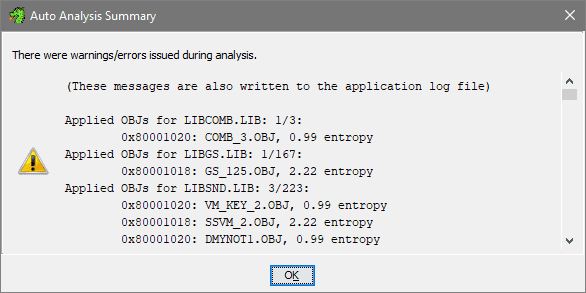 Auto Analysis Summary
There were warnings/errors issued during analysis.
(These messages are also written to the application log file)
Applied OBJs for LIBCOMB.LIB: 1/3:
0x80001020: COMB_3.OBJ, 0.99 entropy
Applied OBJs for LIBGS.LIB: 1/167:
0x80001018: GS_125.OBJ, 2.22 entropy
Applied OBJs for LIBSND.LIB: 3/223:
0x80001020: VM_KEY_2.OBJ, 0.99 entropy
0x80001018: SSVM_2.OBJ, 2.22 entropy
0x80001020: DMYNOT1.OBJ, 0.99 entropy
OK